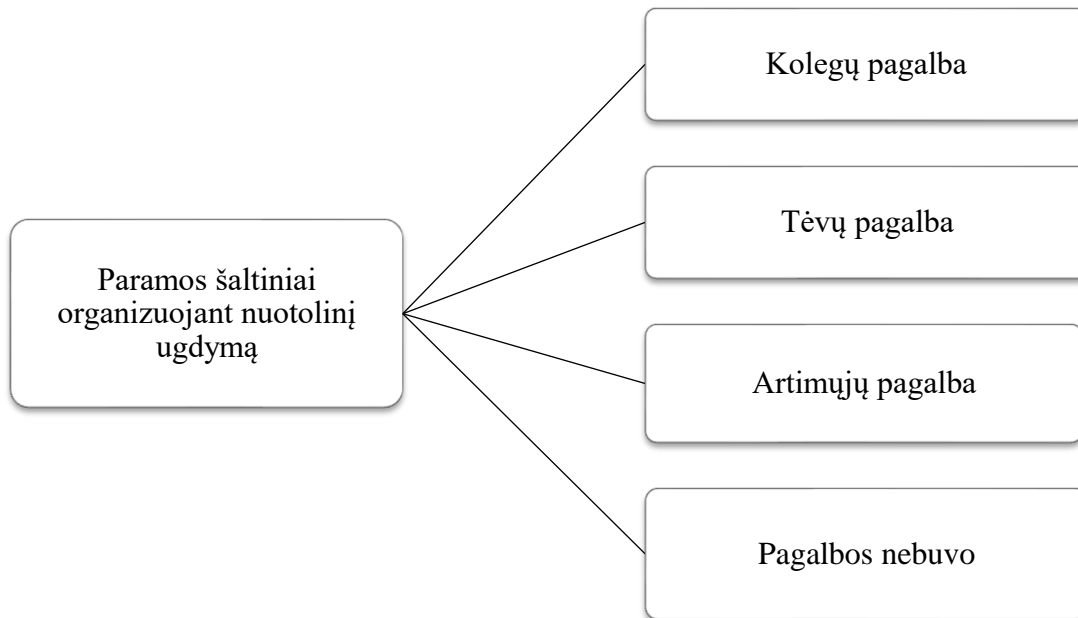 Kolegų pagalba
Tėvų pagalba
Paramos šaltiniai
organizuojant nuotolinį
ugdymą
Artimųjų pagalba
Pagalbos nebuvo